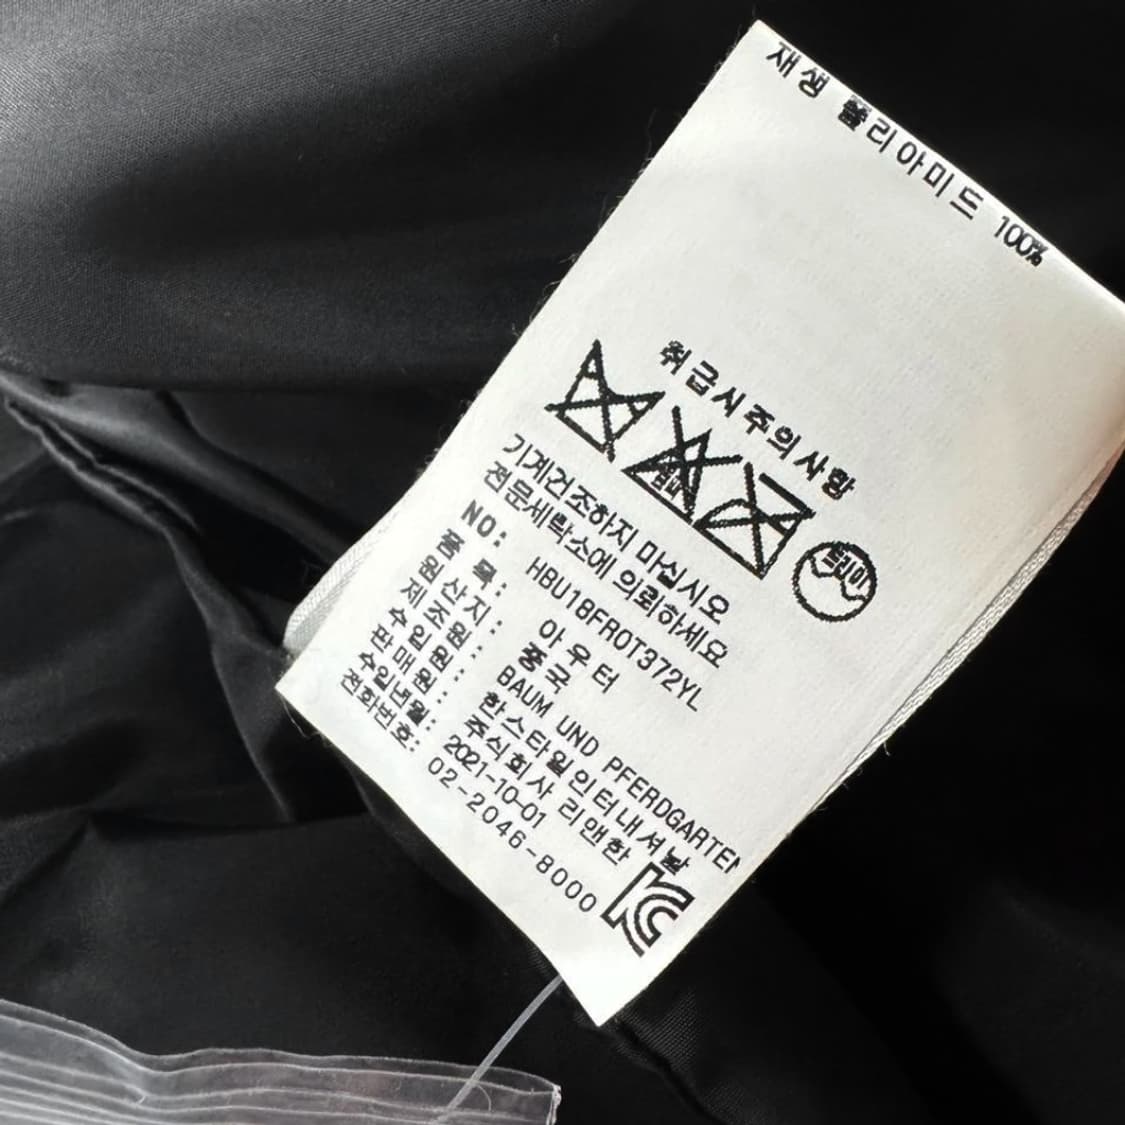 재생 폴리아미드 100%
취급시주의사항
드라이
기계건조하지 마십시오
전문세탁소에 의뢰하세요
NO: HBU18FROT372YL
품 목: 아우터
원산지: 중국
제조원: BAUM UND PFERDGARTEN
수입원: 한스타일인터내셔날
판매원: 주식회사 리앤한
수입년월: 2021-10-01
전화번호: 02-2046-8000
KC